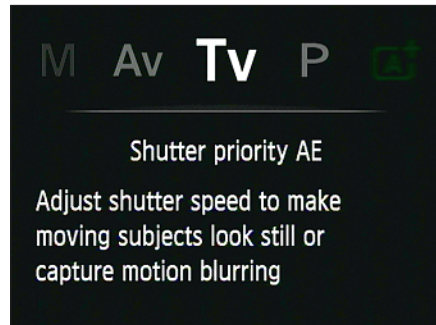 M Av Tv P A+
Shutter priority AE
Adjust shutter speed to make
moving subjects look still or
capture motion blurring